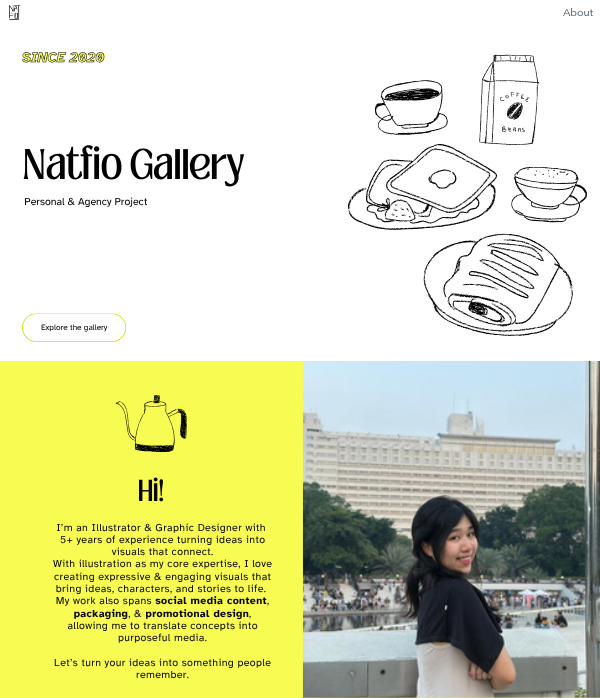 About
SINCE 2020
COFFEE
BEANS
Natfio Gallery
Personal & Agency Project
Explore the gallery
Hi!
I'm an Illustrator & Graphic Designer with
5+ years of experience turning ideas into
visuals that connect.
With illustration as my core expertise, I love
creating expressive & engaging visuals that
bring ideas, characters, and stories to life.
My work also spans social media content,
packaging, & promotional design,
allowing me to translate concepts into
purposeful media.
Let's turn your ideas into something people
remember.